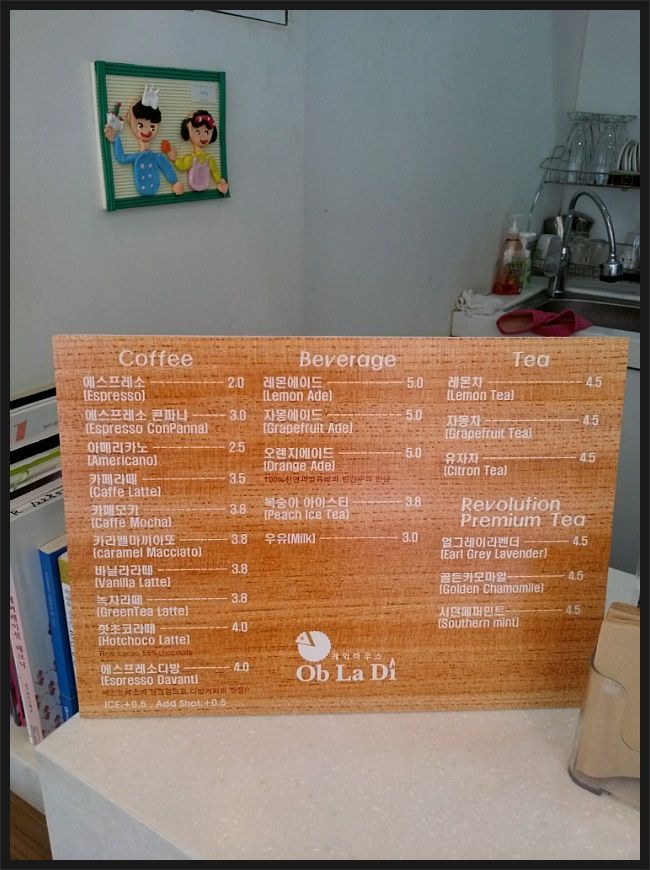 Coffee
에스프레소 2.0
(Espresso)
에스프레소 콘파냐 3.0
(Espresso ConPanna)
아메리카노 2.5
(Americano)
카페라떼 3.5
(Caffe Latte)
카페모카 3.8
(Caffe Mocha)
카라멜마끼아또 3.8
(caramel Macciato)
바닐라라떼 3.8
(Vanilla Latte)
녹차라떼 3.8
(GreenTea Latte)
핫초코라떼 4.0
(Hotchoco Latte)
Real cacao 55% chocolate
에스프레소다방 4.0
(Espresso Davant)
ICE:+0.5 , Add Shot:+0.5
Beverage
레몬에이드 5.0
(Lemon Ade)
자몽에이드 5.0
(Grapefruit Ade)
오렌지에이드 5.0
(Orange Ade)
복숭아 아이스티 3.8
(Peach Ice Tea)
우유(Milk) 3.0
케익하우스
Ob La Di
Tea
레몬차 4.5
(Lemon Tea)
자몽차 4.5
(Grapefruit Tea)
유자차 4.5
(Citron Tea)
Revolution
Premium Tea
얼그레이라벤더 4.5
(Earl Grey Lavender)
골든카모마일 4.5
(Golden Chamomile)
서던페퍼민트 4.5
(Southern mint)